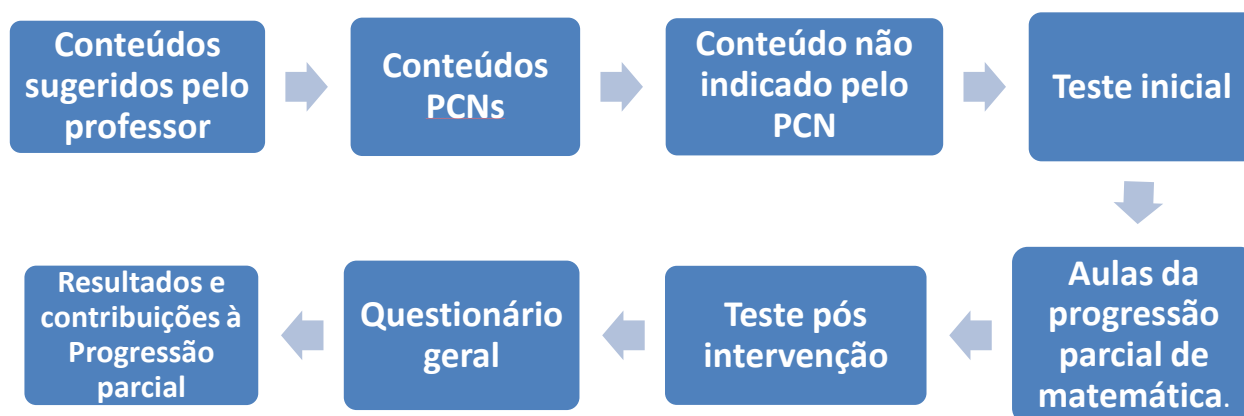 Conteúdos
sugeridos pelo
professor
Conteúdos
PCNs
Conteúdo não
indicado pelo
PCN
Teste inicial
Aulas da
progressão
parcial de
matemática.
Teste pós
intervenção
Questionário
geral
Resultados e
contribuições à
Progressão
parcial